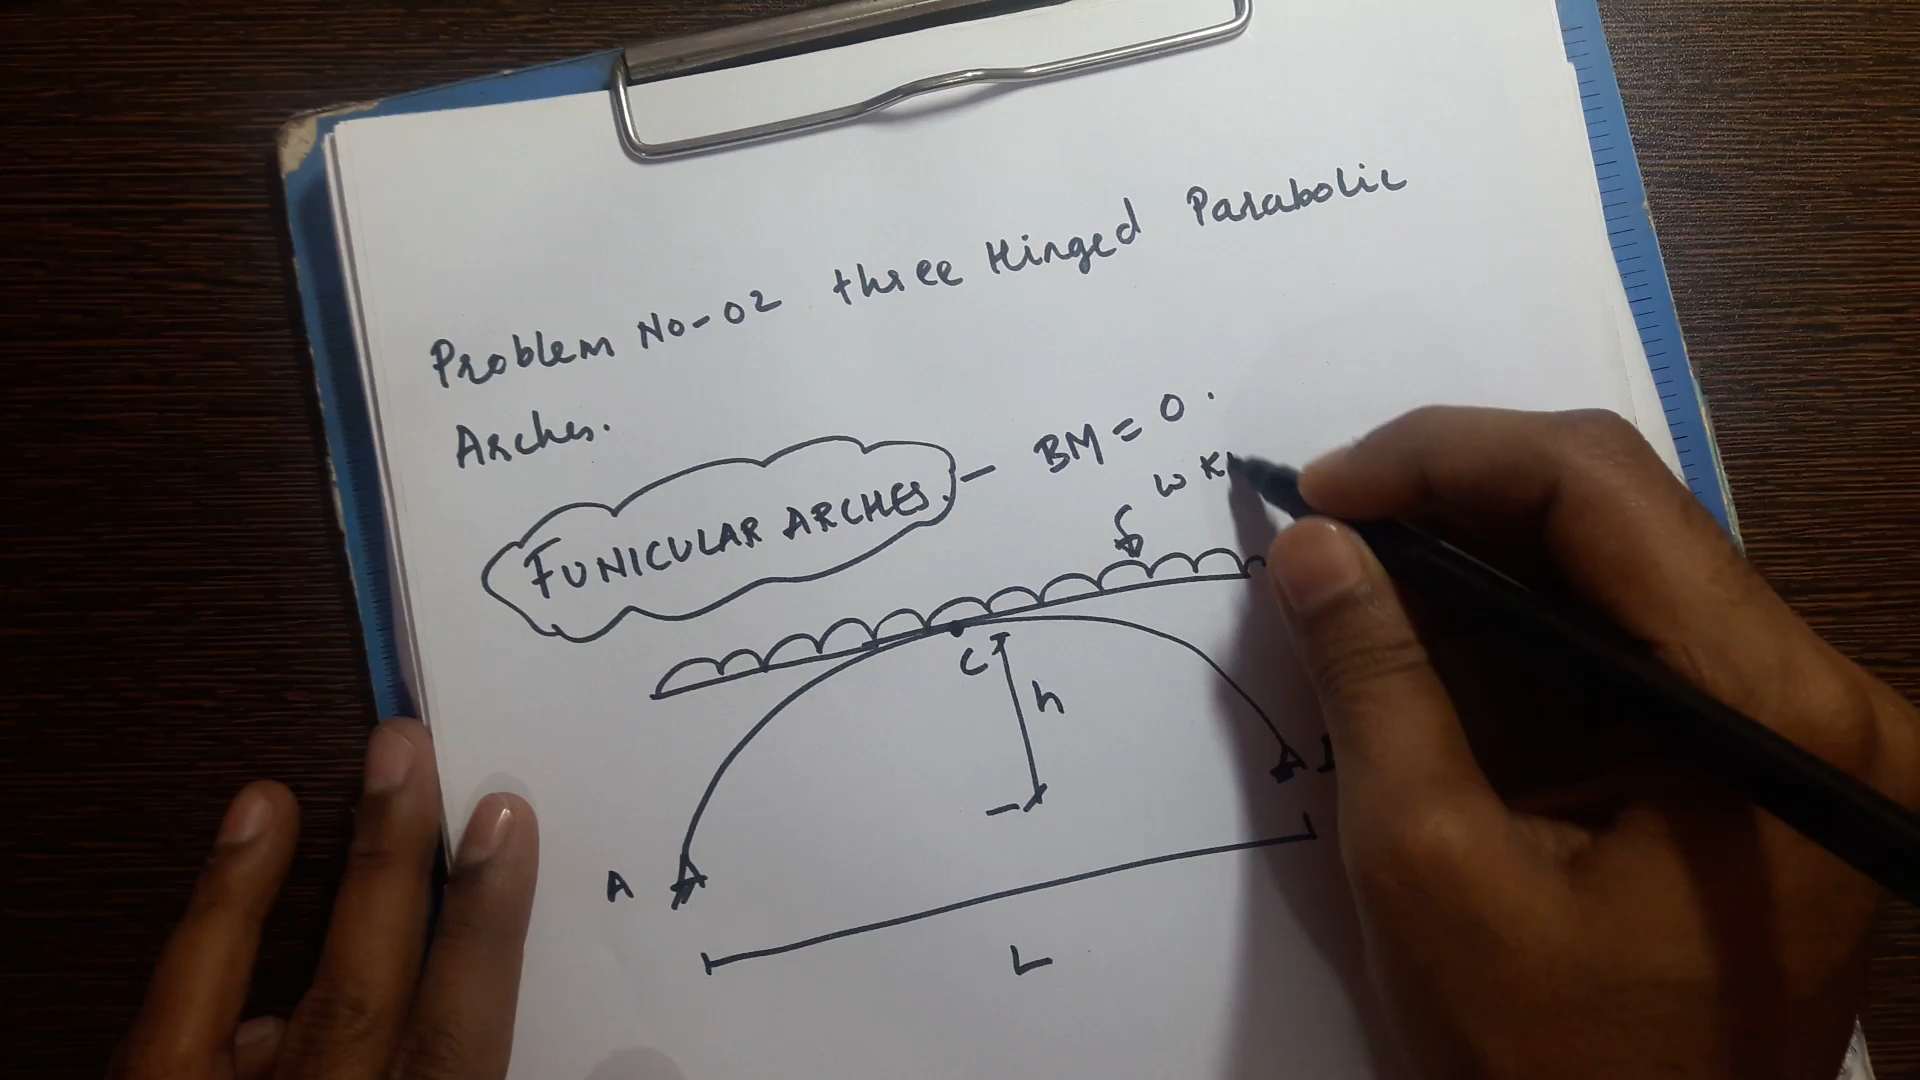 Problem No-02 three Hinged Parabolic
Arches.
FUNICULAR ARCHES. - BM = 0.
w
C
h
A
L